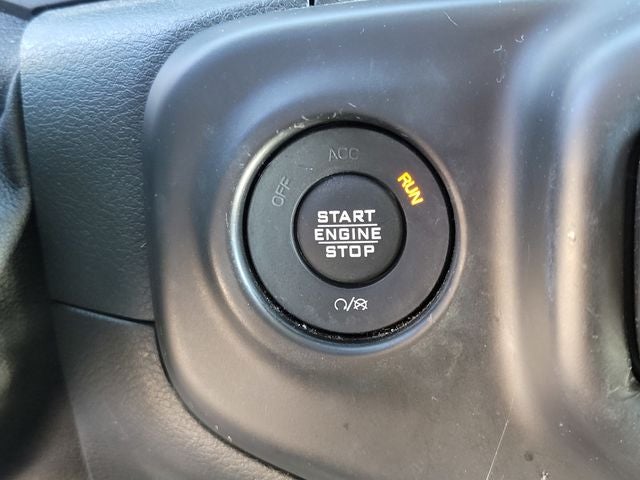 ACC
OFF
RUN
START
ENGINE
STOP